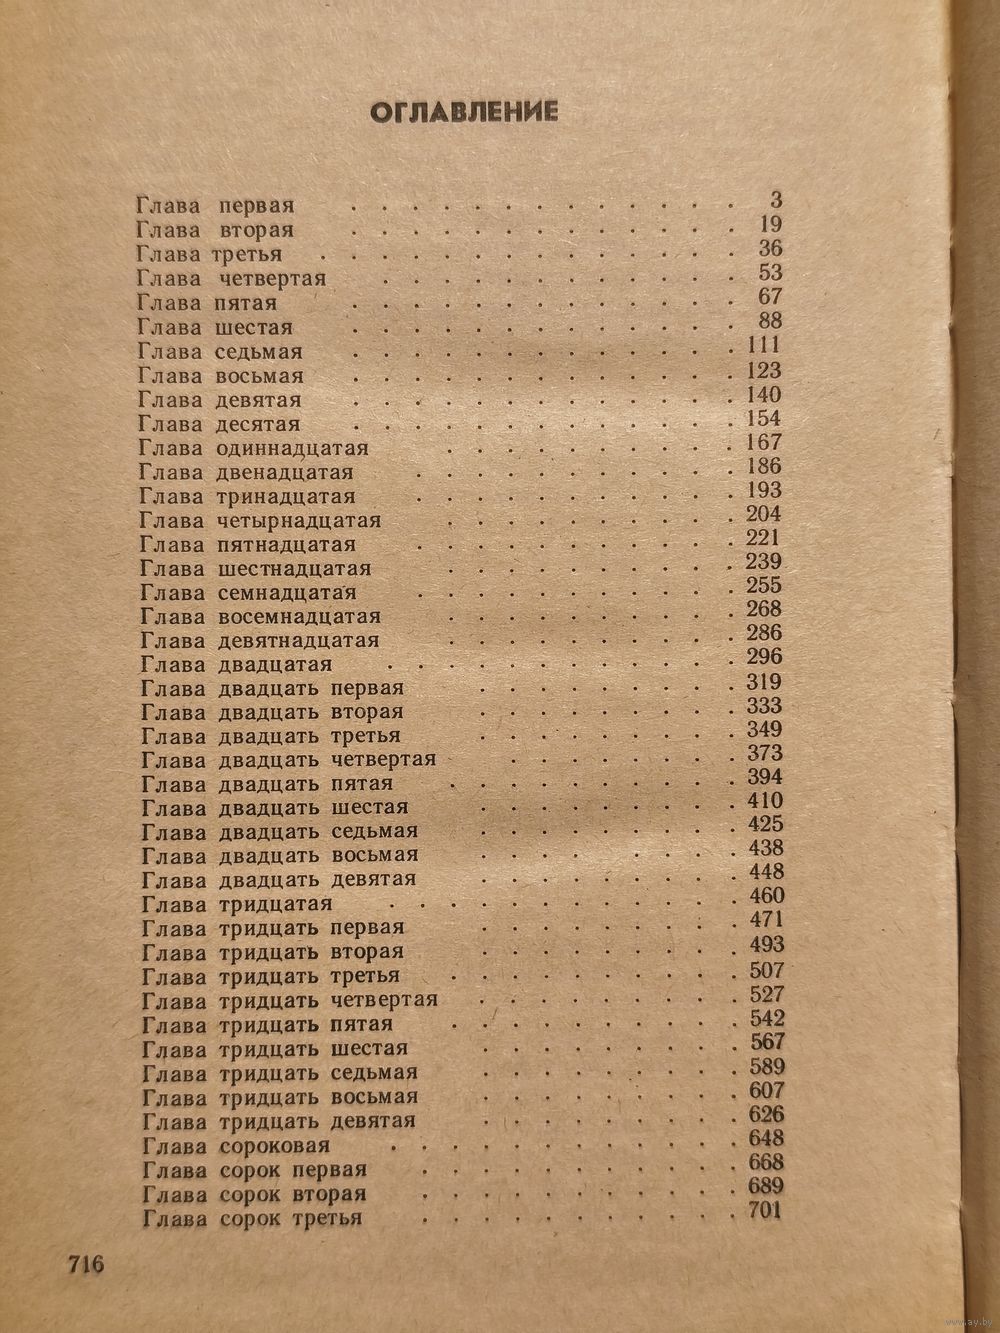 ОГЛАВЛЕНИЕ
Глава первая . . . . . . . . . . . . . 3
Глава вторая . . . . . . . . . . . . . 19
Глава третья . . . . . . . . . . . . . . 36
Глава четвертая . . . . . . . . . . . . 53
Глава пятая . . . . . . . . . . . . . 67
Глава шестая . . . . . . . . . . . . . 88
Глава седьмая . . . . . . . . . . . . . 111
Глава восьмая . . . . . . . . . . . . . 123
Глава девятая . . . . . . . . . . . . . 140
Глава десятая . . . . . . . . . . . . . 154
Глава одиннадцатая . . . . . . . . . . 167
Глава двенадцатая . . . . . . . . . . . 186
Глава тринадцатая . . . . . . . . . . . 193
Глава четырнадцатая . . . . . . . . . . 204
Глава пятнадцатая . . . . . . . . . . . 221
Глава шестнадцатая . . . . . . . . . . 239
Глава семнадцатая . . . . . . . . . . . 255
Глава восемнадцатая . . . . . . . . . . 268
Глава девятнадцатая . . . . . . . . . . 286
Глава двадцатая . . . . . . . . . . . . 296
Глава двадцать первая . . . . . . . . . 319
Глава двадцать вторая . . . . . . . . . 333
Глава двадцать третья . . . . . . . . . 349
Глава двадцать четвертая . . . . . . . . 373
Глава двадцать пятая . . . . . . . . . . 394
Глава двадцать шестая . . . . . . . . . 410
Глава двадцать седьмая . . . . . . . . . 425
Глава двадцать восьмая . . . . . . . . 438
Глава двадцать девятая . . . . . . . . . 448
Глава тридцатая . . . . . . . . . . . . 460
Глава тридцать первая . . . . . . . . . 471
Глава тридцать вторая . . . . . . . . . 493
Глава тридцать третья . . . . . . . . . . 507
Глава тридцать четвертая . . . . . . . . . 527
Глава тридцать пятая . . . . . . . . . . 542
Глава тридцать шестая . . . . . . . . . 567
Глава тридцать седьмая . . . . . . . . . 589
Глава тридцать восьмая . . . . . . . . . 607
Глава тридцать девятая . . . . . . . . . 626
Глава сороковая . . . . . . . . . . . . 648
Глава сорок первая . . . . . . . . . . . 668
Глава сорок вторая . . . . . . . . . . . 689
Глава сорок третья . . . . . . . . . . . 701
716
www.ay.by